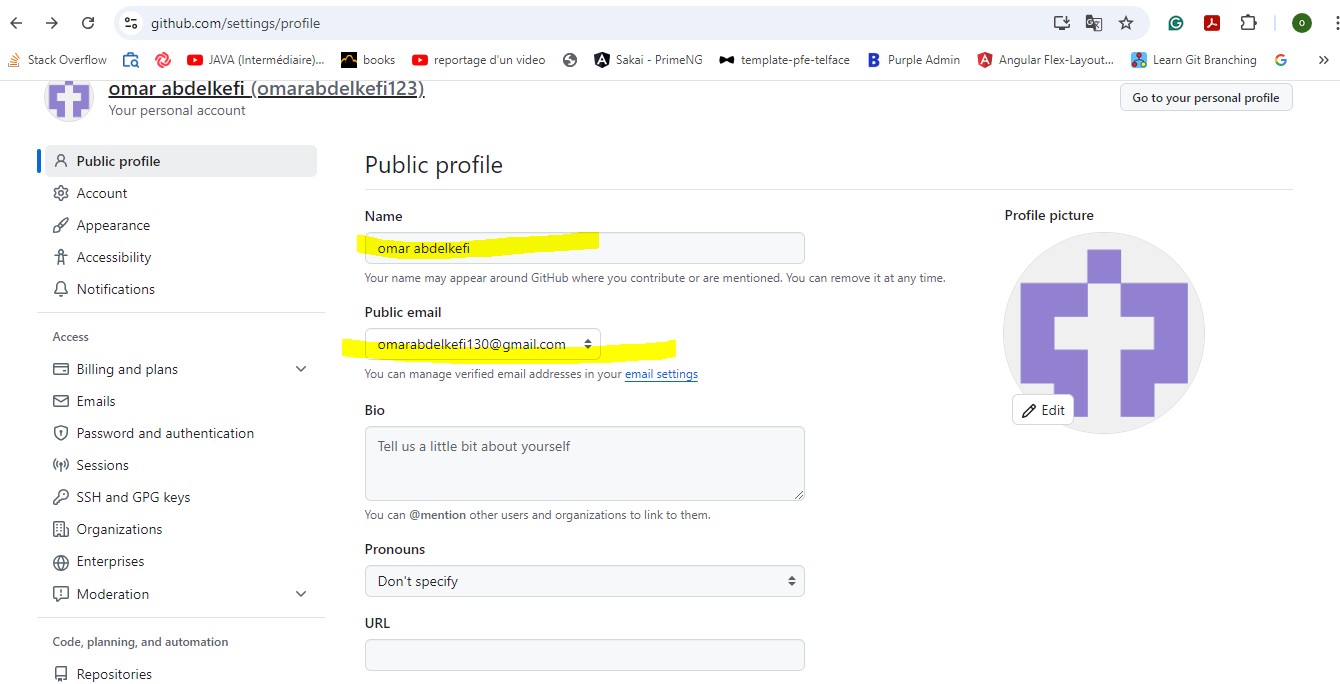 github.com/settings/profile
Stack Overflow JAVA (Intermédiaire)... books reportage d'un video Sakai - PrimeNG template-pfe-telface Purple Admin Angular Flex-Layout... Learn Git Branching
omar abdelkefi (omarabdelkefi123)
Your personal account
Go to your personal profile
Public profile
Account
Appearance
Accessibility
Notifications
Access
Billing and plans
Emails
Password and authentication
Sessions
SSH and GPG keys
Organizations
Enterprises
Moderation
Code, planning, and automation
Repositories
Public profile
Name
omar abdelkefi
Your name may appear around GitHub where you contribute or are mentioned. You can remove it at any time.
Public email
omarabdelkefi130@gmail.com
You can manage verified email addresses in your email settings
Bio
Tell us a little bit about yourself
You can @mention other users and organizations to link to them.
Pronouns
Don't specify
URL
Profile picture
Edit